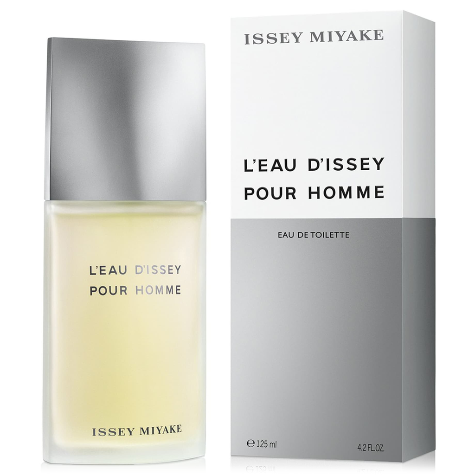 L'EAU D'ISSEY
POUR HOMME
ISSEY MIYAKE
ISSEY MIYAKE
L'EAU D'ISSEY
POUR HOMME
EAU DE TOILETTE
℮ 125 ml 4.2 FL.OZ.